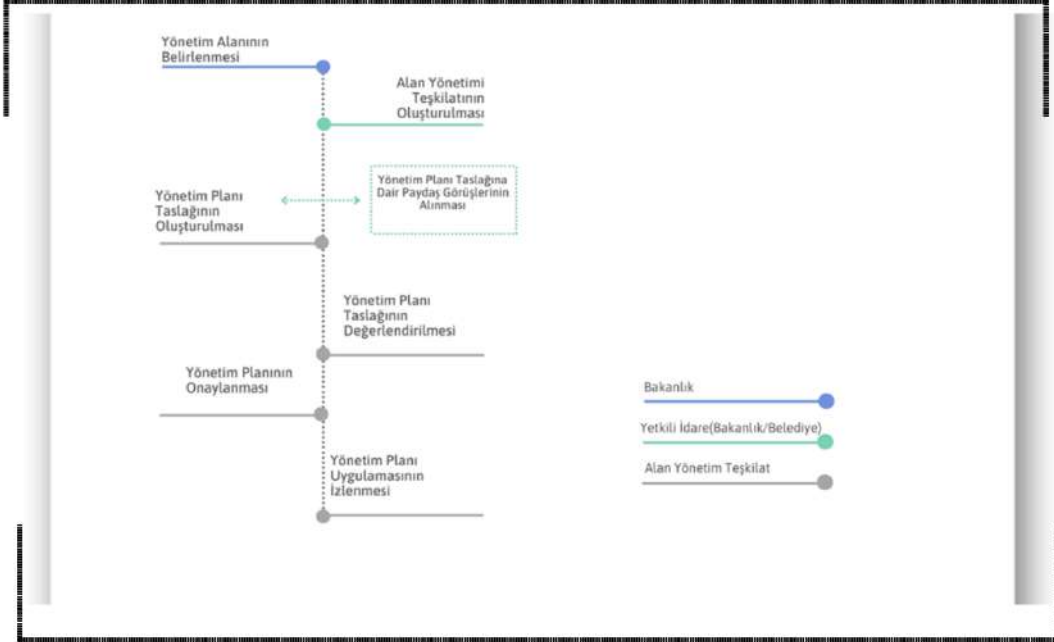 Yönetim Alanının
Belirlenmesi
Alan Yönetimi
Teşkilatının
Oluşturulması
Yönetim Planı Taslağına
Dair Paydaş Görüşlerinin
Alınması
Yönetim Planı
Taslağının
Oluşturulması
Yönetim Planı
Taslağının
Değerlendirilmesi
Yönetim Planının
Onaylanması
Yönetim Planı
Uygulamasının
İzlenmesi
Bakanlık
Yetkili İdare(Bakanlık/Belediye)
Alan Yönetim Teşkilat